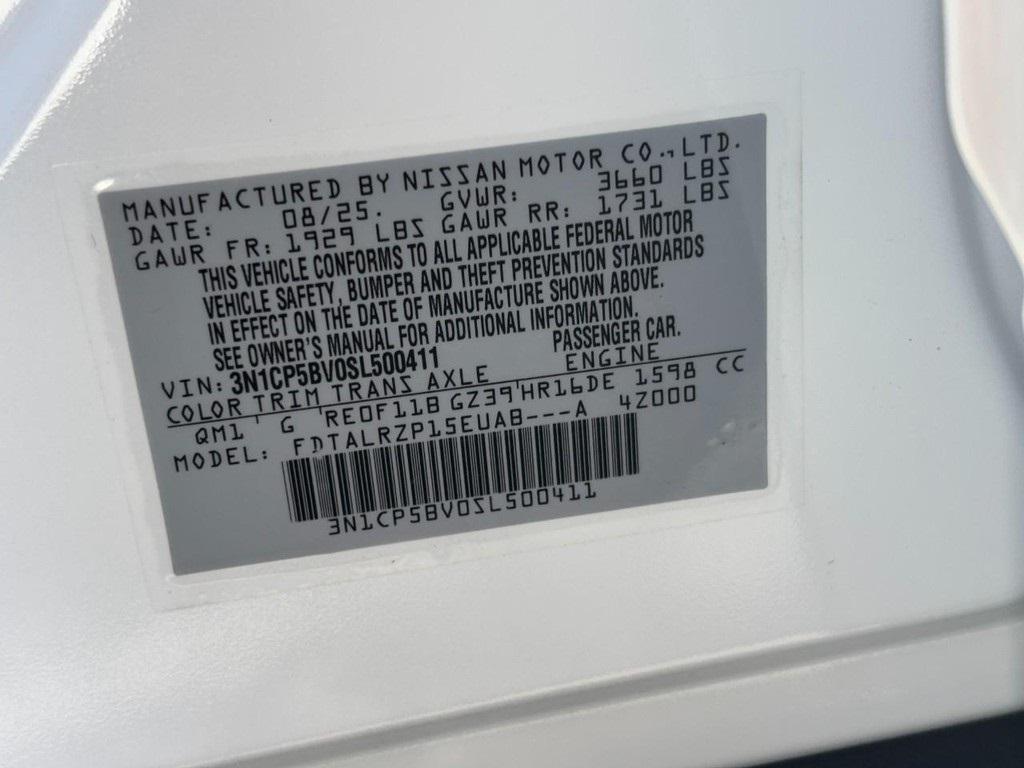 MANUFACTURED BY NISSAN MOTOR CO., LTD.
DATE: 08/25. GVWR: 3660 LBS
GAWR FR: 1929 LBS GAWR RR: 1731 LBS
THIS VEHICLE CONFORMS TO ALL APPLICABLE FEDERAL MOTOR
VEHICLE SAFETY, BUMPER AND THEFT PREVENTION STANDARDS
IN EFFECT ON THE DATE OF MANUFACTURE SHOWN ABOVE.
SEE OWNER'S MANUAL FOR ADDITIONAL INFORMATION.
VIN: 3N1CP5BV0SL500411 PASSENGER CAR.
COLOR TRIM TRANS AXLE ENGINE
QM1 G RE0F11B GZ39 HR16DE 1598 CC
MODEL: FDTALRZP15EUAB---A 4Z000
3N1CP5BV0SL500411